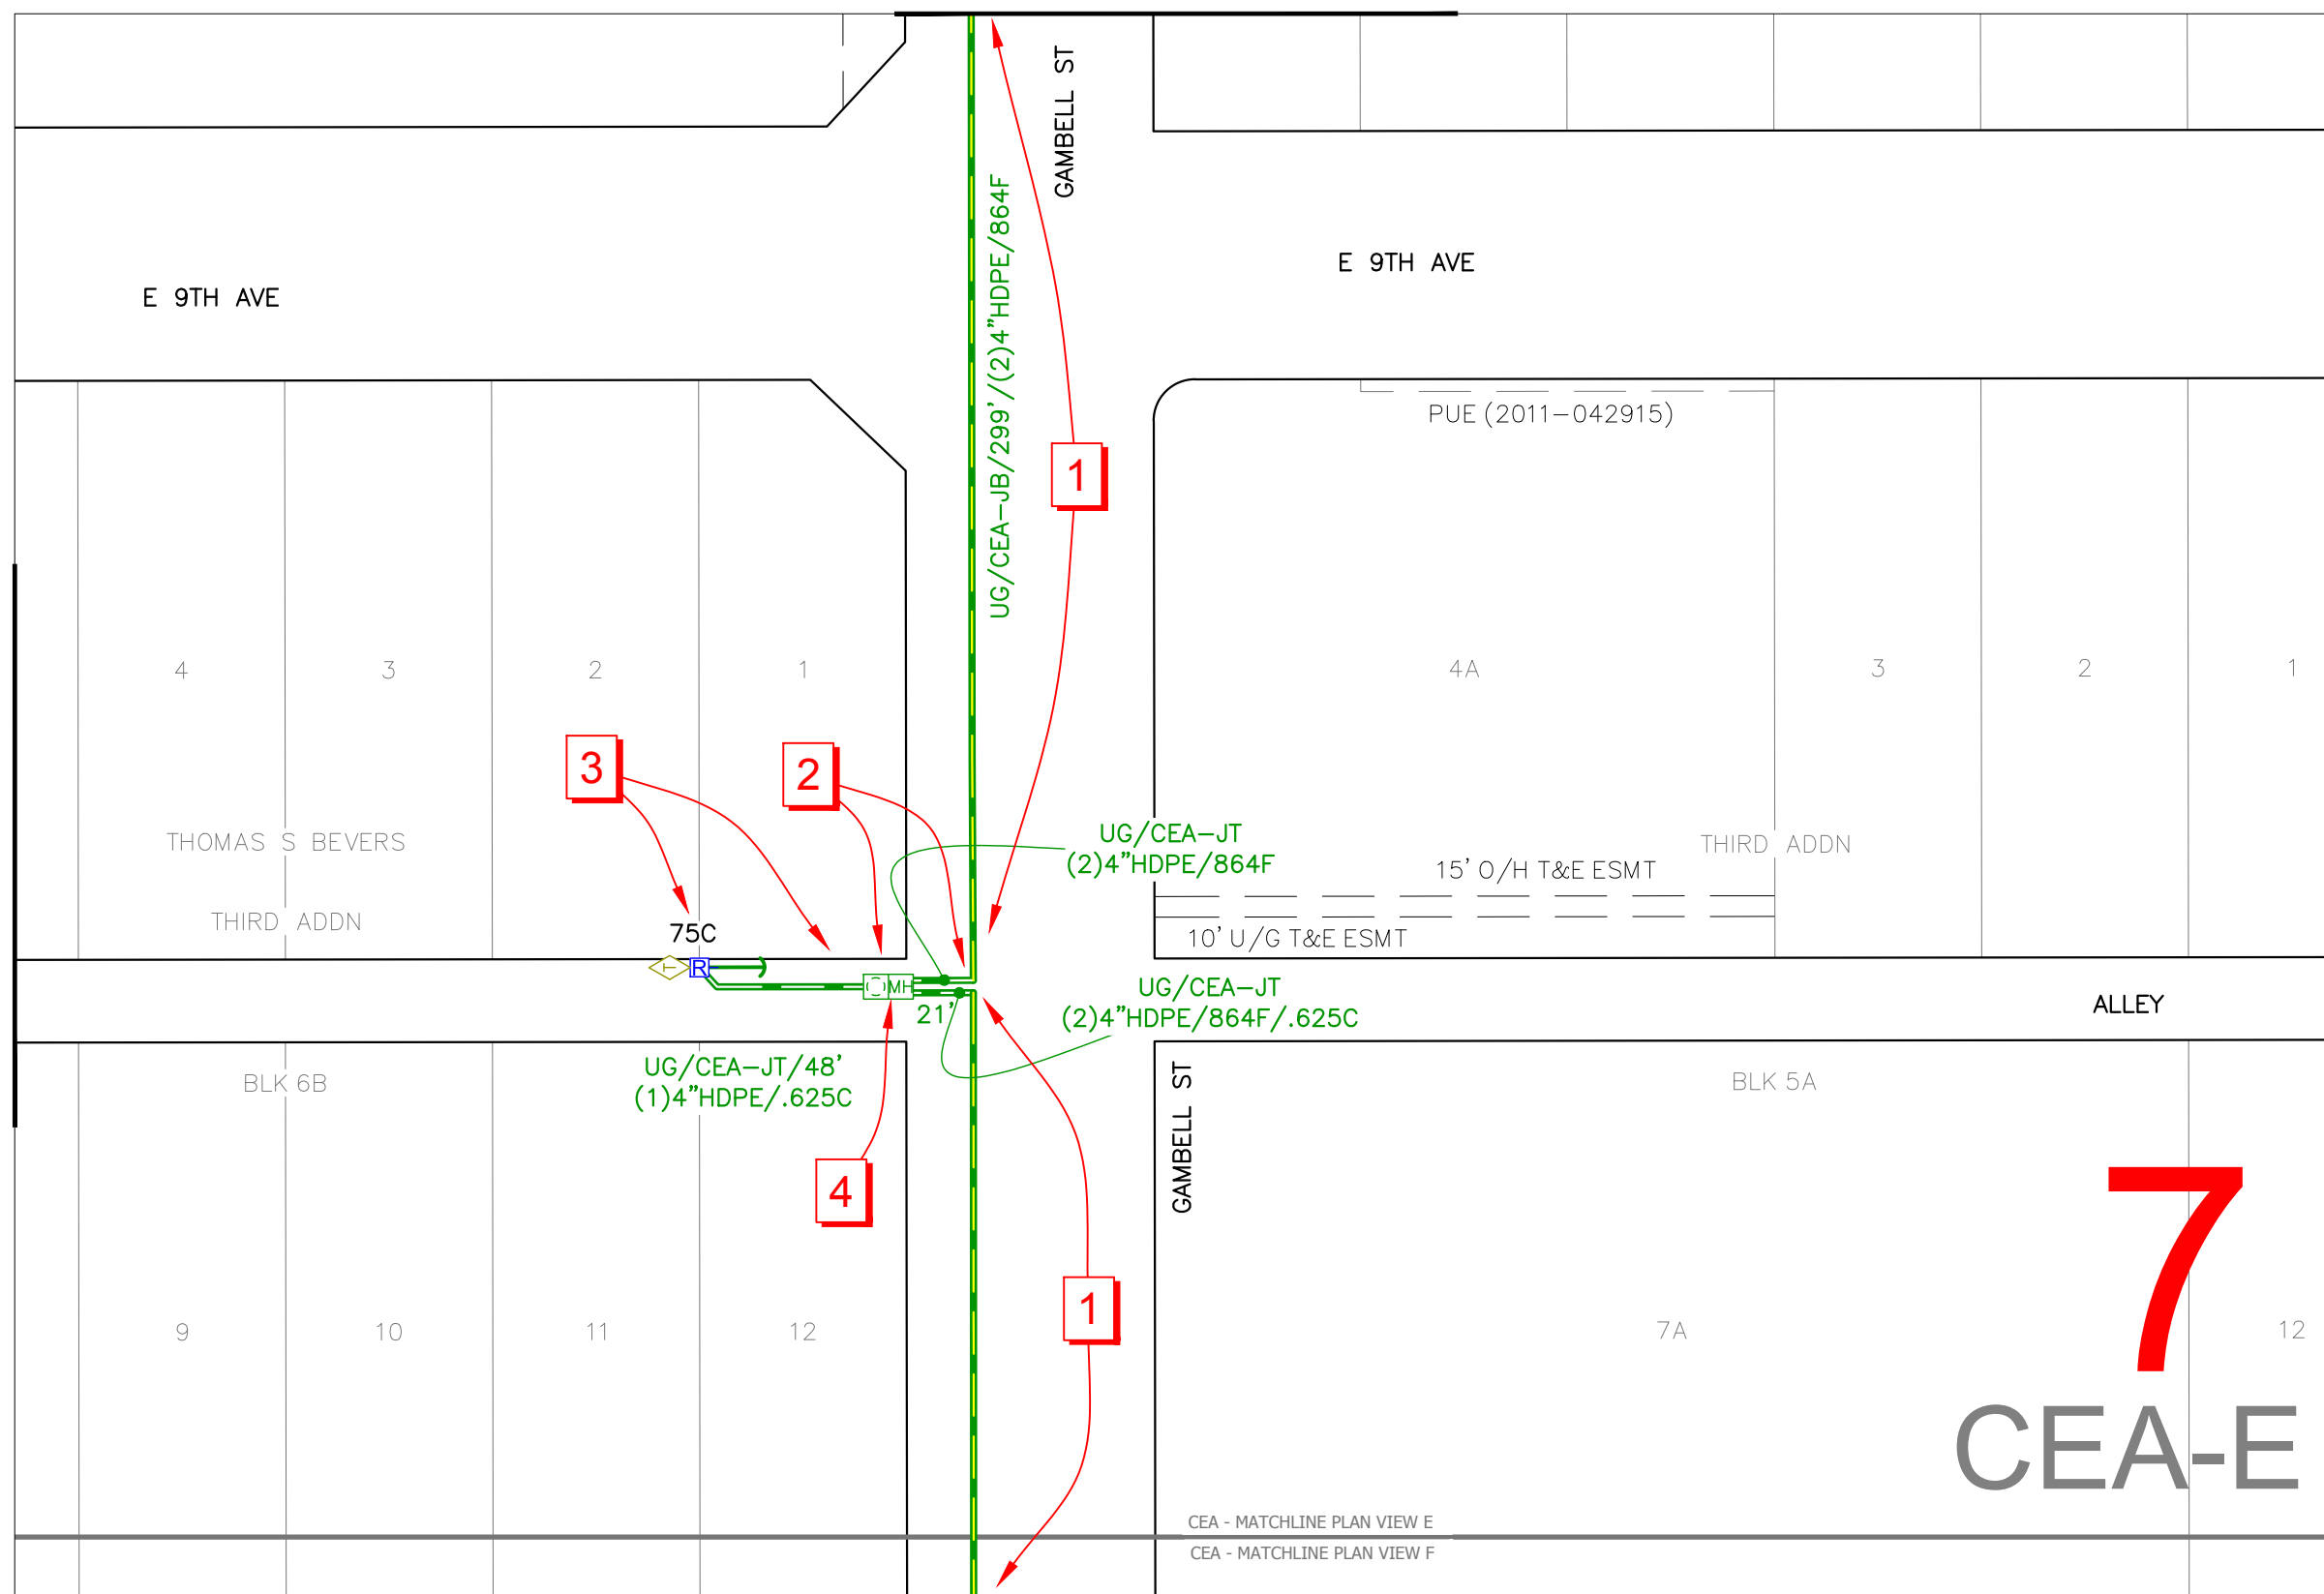 GAMBELL ST
E 9TH AVE
E 9TH AVE
UG/CEA-JB/299'/(2)4"HDPE/864F
PUE (2011-042915)
1
4
3
2
1
4A
3
2
1
3
2
THOMAS S BEVERS
THIRD ADDN
UG/CEA-JT
(2)4"HDPE/864F
THIRD ADDN
15' O/H T&E ESMT
10' U/G T&E ESMT
75C
T
R
MH
21'
UG/CEA-JT
(2)4"HDPE/864F/.625C
ALLEY
UG/CEA-JT/48'
(1)4"HDPE/.625C
BLK 6B
GAMBELL ST
BLK 5A
4
1
9
10
11
12
7A
12
7
CEA-E
CEA - MATCHLINE PLAN VIEW E
CEA - MATCHLINE PLAN VIEW F